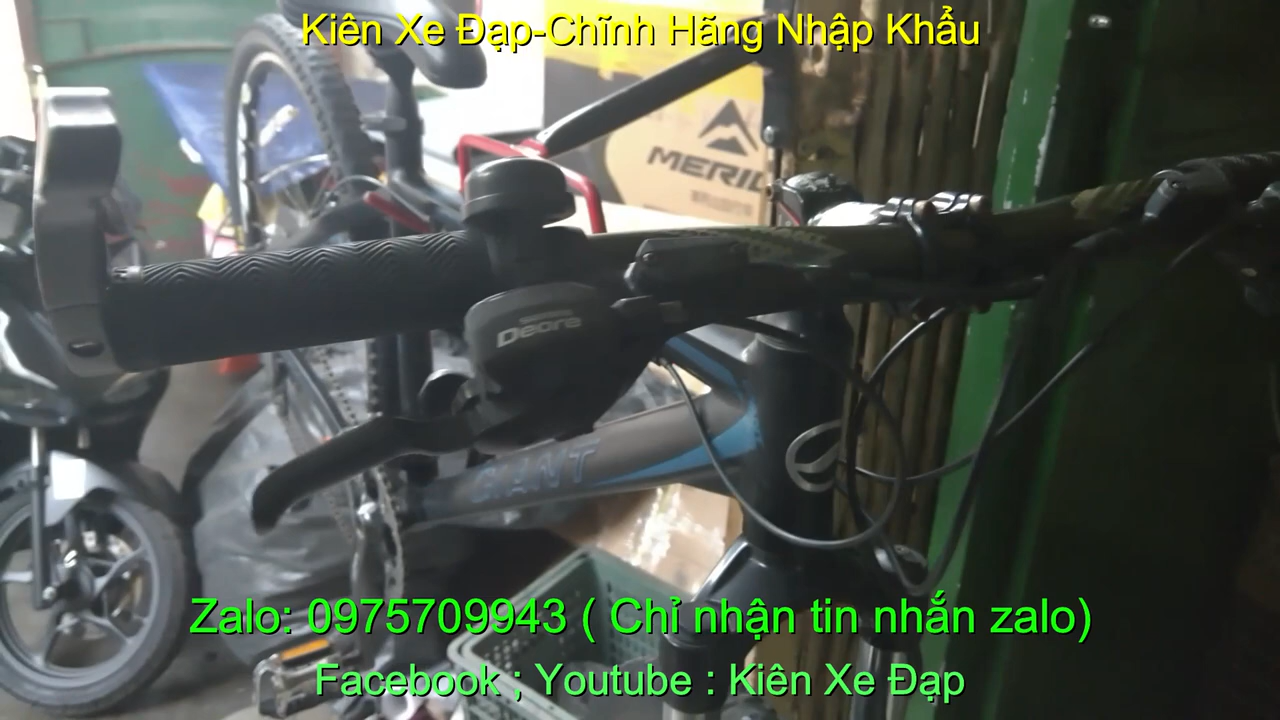 Kiên Xe Đạp-Chĩnh Hãng Nhập Khẩu
MERID
Deore
GIANT
Zalo: 0975709943 ( Chỉ nhận tin nhắn zalo)
Facebook ; Youtube : Kiên Xe Đạp